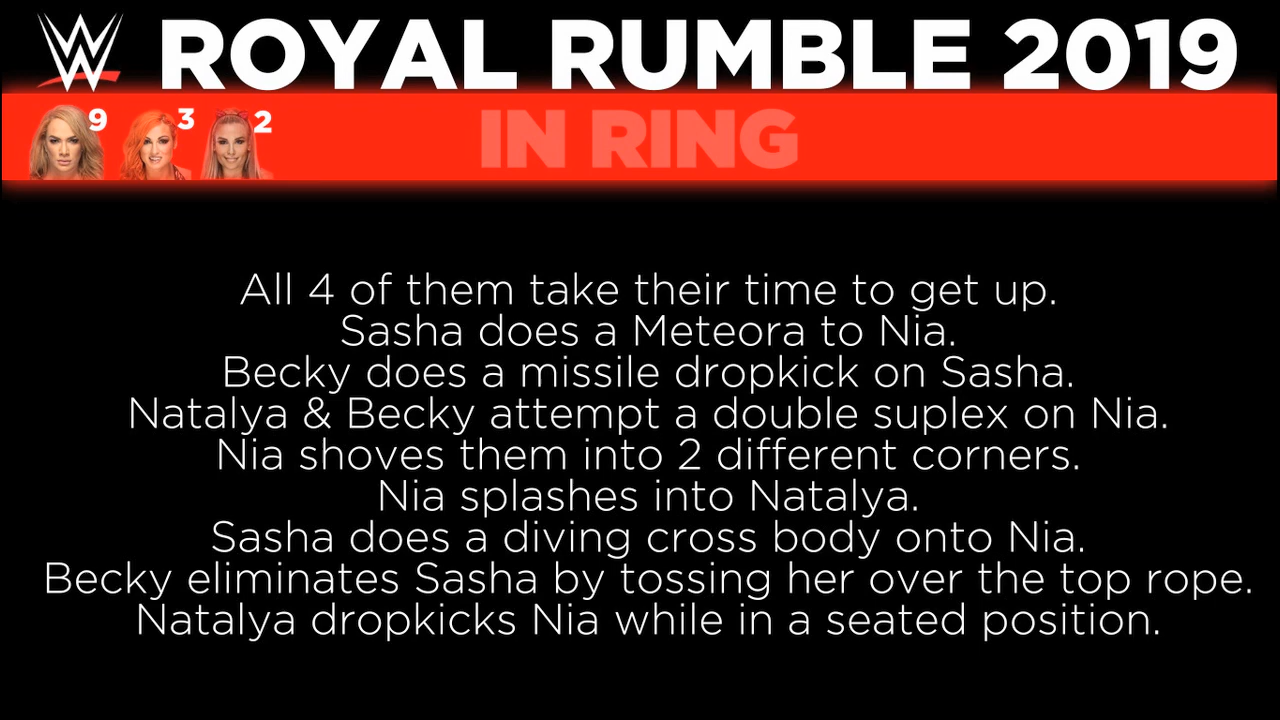 W ROYAL RUMBLE 2019
9 3 2 IN RING
All 4 of them take their time to get up.
Sasha does a Meteora to Nia.
Becky does a missile dropkick on Sasha.
Natalya & Becky attempt a double suplex on Nia.
Nia shoves them into 2 different corners.
Nia splashes into Natalya.
Sasha does a diving cross body onto Nia.
Becky eliminates Sasha by tossing her over the top rope.
Natalya dropkicks Nia while in a seated position.